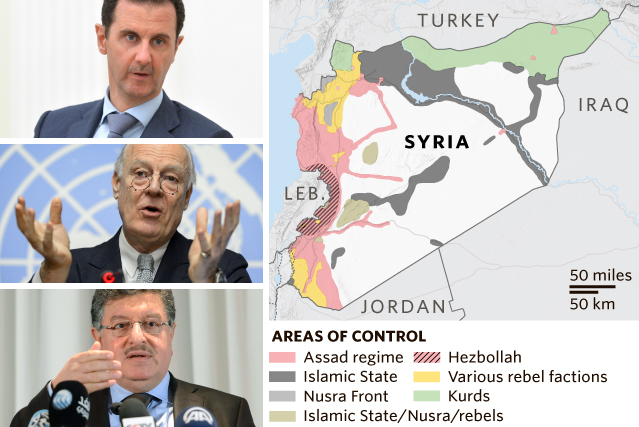 TURKEY
IRAQ
SYRIA
LEB.
50 miles
50 km
JORDAN
AREAS OF CONTROL
Assad regime
Hezbollah
Islamic State
Various rebel factions
Nusra Front
Kurds
Islamic State/Nusra/rebels